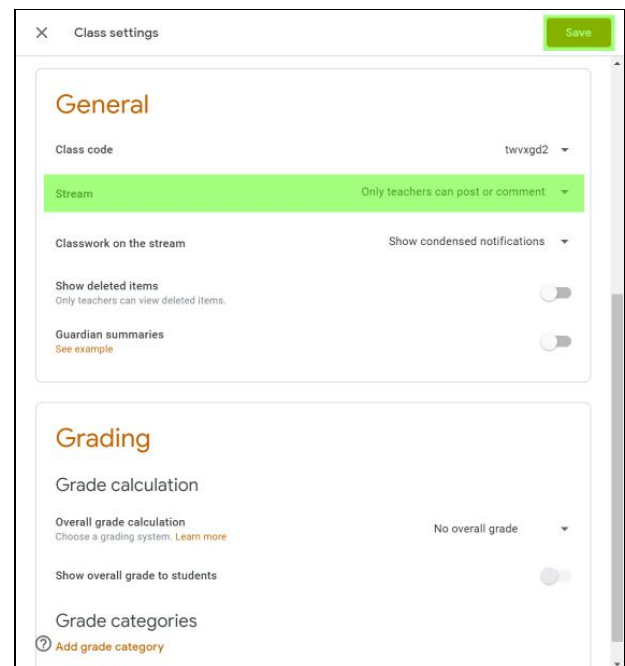 Class settings
Save
General
Class code twvxgd2
Stream Only teachers can post or comment
Classwork on the stream Show condensed notifications
Show deleted items
Only teachers can view deleted items.
Guardian summaries
See example
Grading
Grade calculation
Overall grade calculation
Choose a grading system. Learn more
No overall grade
Show overall grade to students
Grade categories
Add grade category